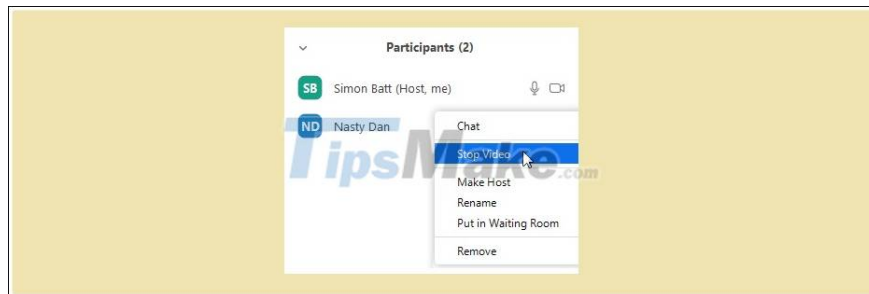 Participants (2)
SB Simon Batt (Host, me)
ND Nasty Dan
Chat
Stop Video
Make Host
Rename
Put in Waiting Room
Remove
TipsMake.com